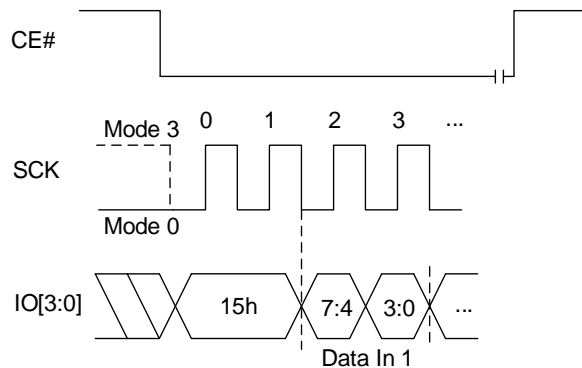 CE#
Mode 3 0 1 2 3 ...
SCK
Mode 0
IO[3:0] 15h 7:4 3:0 ...
Data In 1